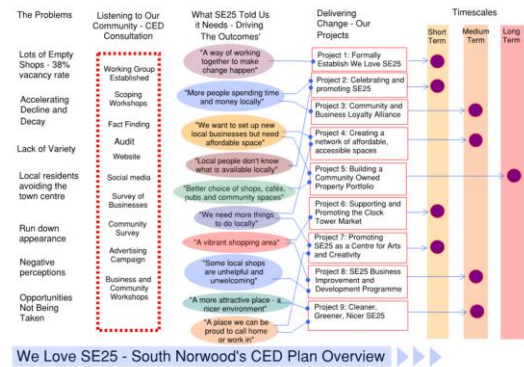 The Problems
Lots of Empty
Shops - 38%
vacancy rate
Accelerating
Decline and
Decay
Lack of Variety
Local residents
avoiding the
town centre
Run down
appearance
Negative
perceptions
Opportunities
Not Being
Taken
Listening to Our
Community - CED
Consultation
Working Group
Established
Scoping
Workshops
Fact Finding
Audit
Website
Social media
Survey of
Businesses
Community
Survey
Advertising
Campaign
Business and
Community
Workshops
What SE25 Told Us
it Needs - Driving
The Outcomes'
"A way of working
together to make
change happen"
"More people spending time
and money locally"
"We want to set up new
local businesses but need
affordable space"
"Local people don't know
what is available locally"
"Better choice of shops, cafés,
pubs and community spaces"
"We need more things
to do locally"
"A vibrant shopping area"
"Some local shops
are unhelpful and
unwelcoming"
"A more attractive place - a
nicer environment"
"A place we can
be proud to call home
or work in"
Delivering
Change - Our
Projects
Project 1: Formally
Establish We Love SE25
Project 2: Celebrating and
promoting SE25
Project 3: Community and
Business Loyalty Alliance
Project 4: Creating a
network of affordable,
accessible spaces
Project 5: Building a
Community Owned
Property Portfolio
Project 6: Supporting and
Promoting the Clock
Tower Market
Project 7: Promoting
SE25 as a Centre for Arts
and Creativity
Project 8: SE25 Business
Improvement and
Development Programme
Project 9: Cleaner,
Greener, Nicer SE25
Timescales
Short
Term
Medium
Term
Long
Term
We Love SE25 - South Norwood's CED Plan Overview